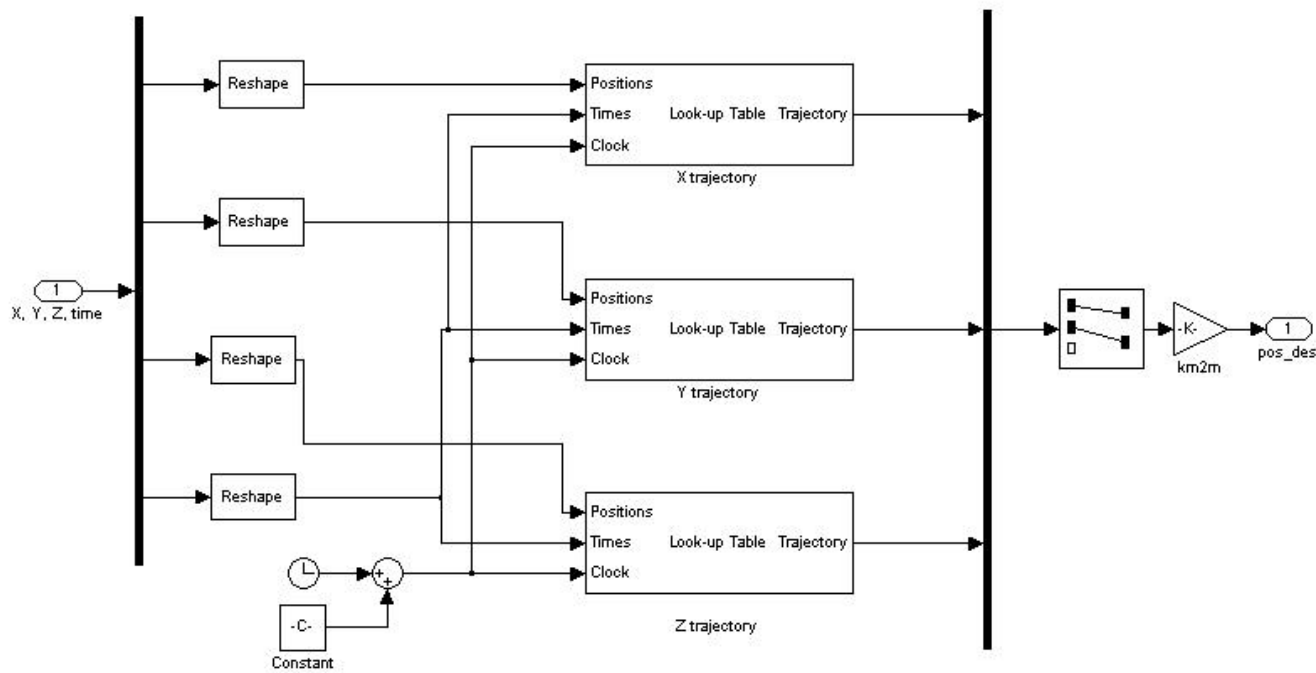 Reshape
Positions
Times
Look-up Table
Trajectory
Clock
X trajectory
Reshape
1
X, Y, Z, time
Positions
Times
Look-up Table
Trajectory
Clock
Y trajectory
-K-
km2m
1
pos_des
Reshape
Reshape
Positions
Times
Look-up Table
Trajectory
Clock
Z trajectory
+
+
-C-
Constant